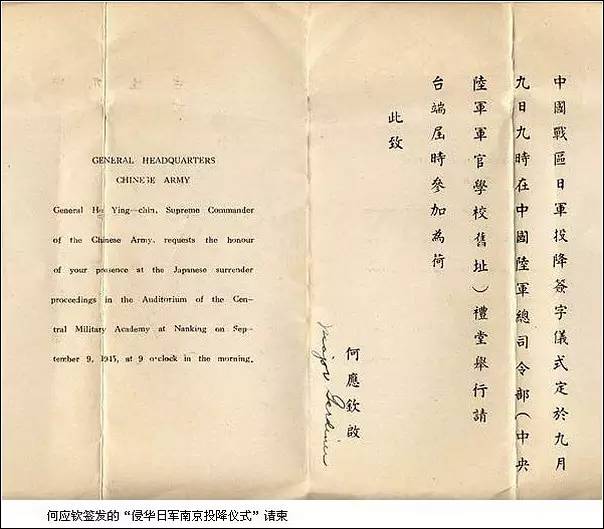 GENERAL HEADQUARTERS
CHINESE ARMY
General Ho Ying—chin, Supreme Commander
of the Chinese Army, requests the honour
of your presence at the Japanese surrender
proceedings in the Auditorium of the Cen-
tral Military Academy at Nanking on Sep-
tember 9, 1945, at 9 o'clock in the morning.
中國戰區日軍投降簽字儀式定於九月
九日九時在中國陸軍總司令部（中央
陸軍軍官學校舊址）禮堂舉行請
台端屆時參加為荷
此致
何應欽啟
Major
何应钦签发的“侵华日军南京投降仪式”请柬